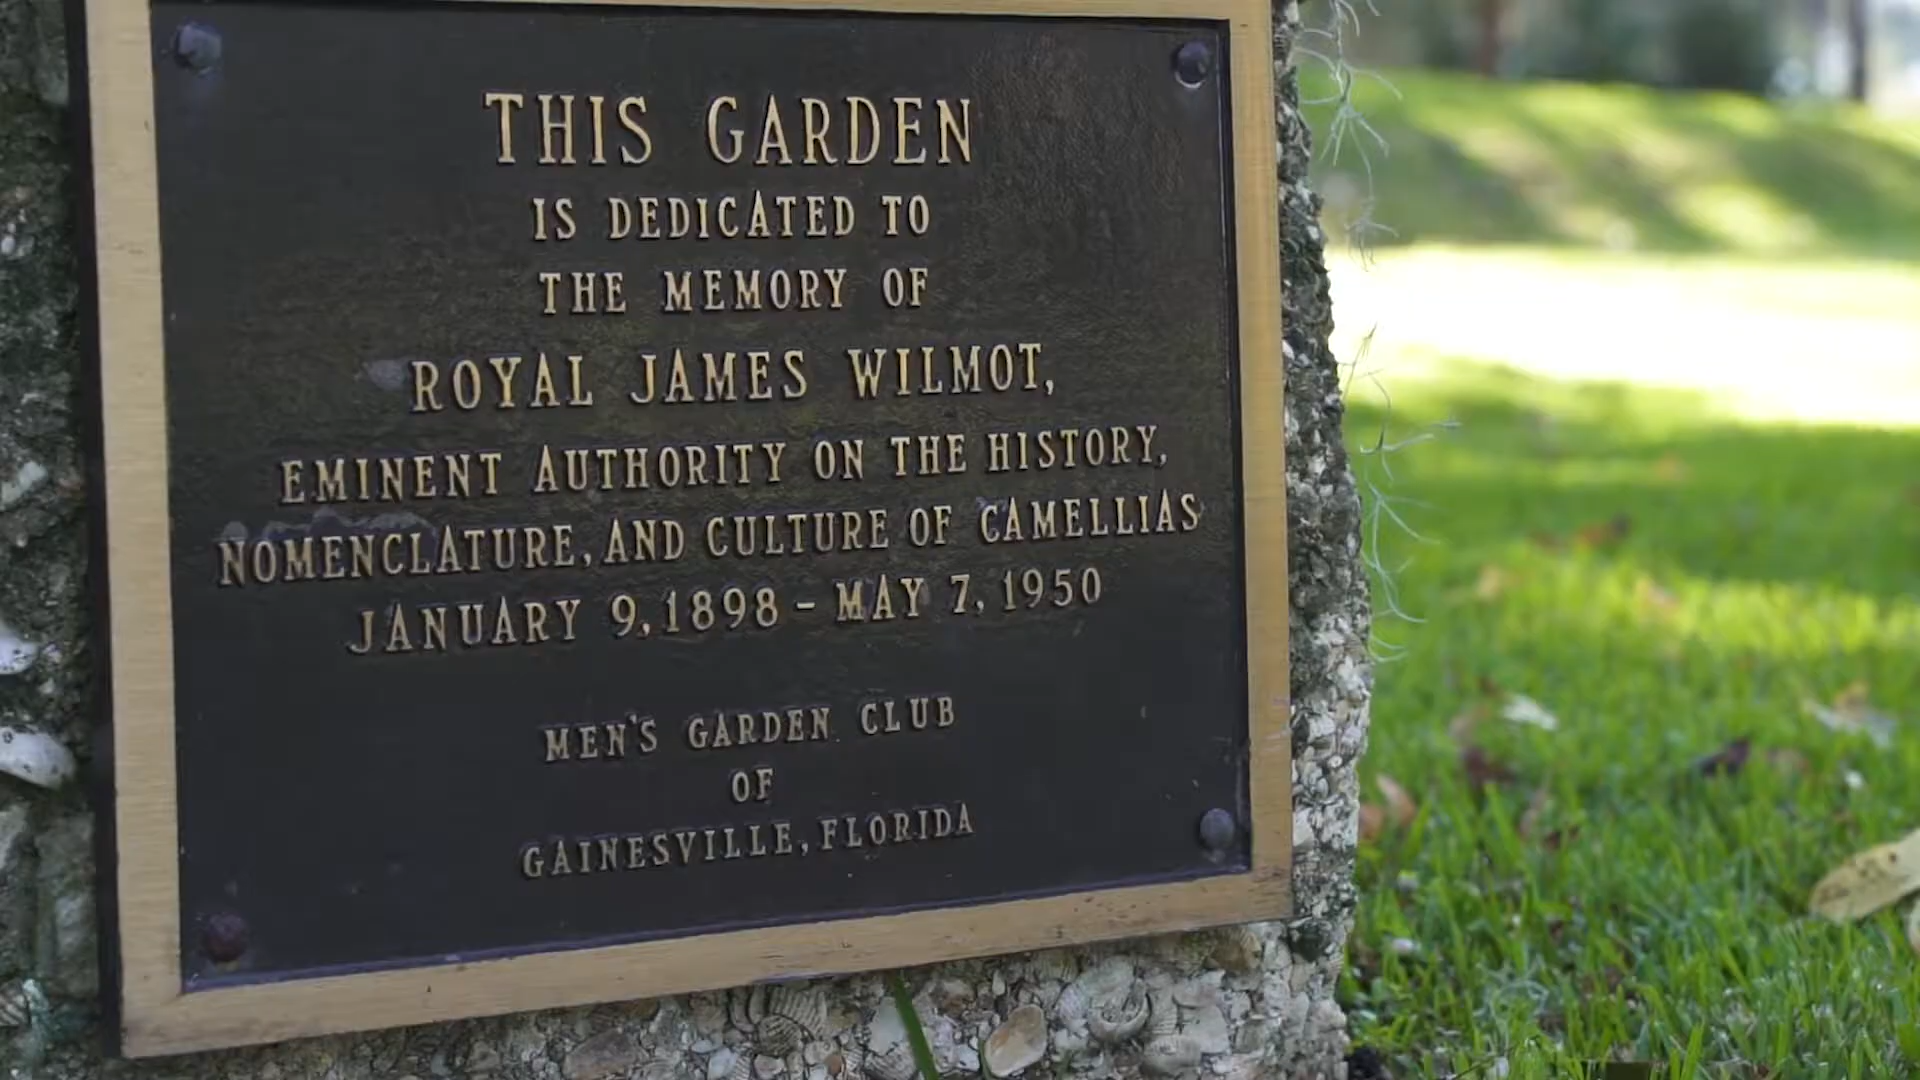 THIS GARDEN
IS DEDICATED TO
THE MEMORY OF
ROYAL JAMES WILMOT,
EMINENT AUTHORITY ON THE HISTORY,
NOMENCLATURE, AND CULTURE OF CAMELLIAS
JANUARY 9, 1898 – MAY 7, 1950
MEN'S GARDEN CLUB
OF
GAINESVILLE, FLORIDA